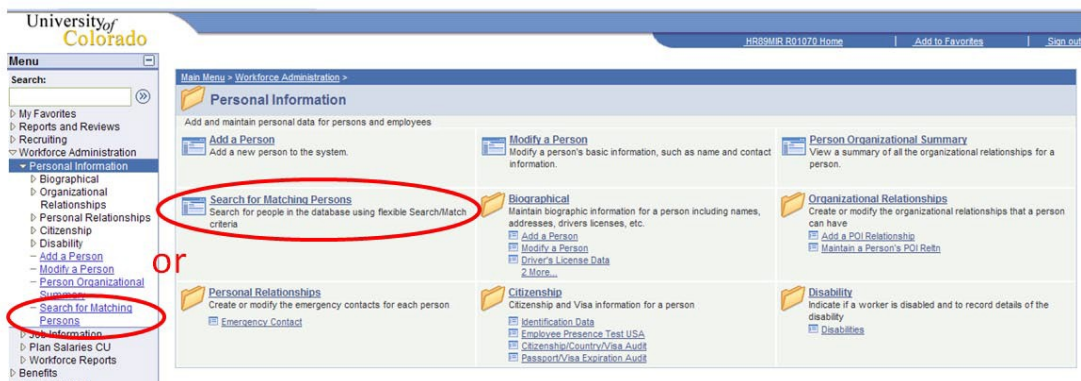 University of
Colorado
HR89MIR R01070 Home | Add to Favorites | Sign out
Menu
Search:
My Favorites
Reports and Reviews
Recruiting
Workforce Administration
Personal Information
Biographical
Organizational
Relationships
Personal Relationships
Citizenship
Disability
Add a Person
Modify a Person
Person Organizational
Summary
Search for Matching
Persons
Job Information
Plan Salaries CU
Workforce Reports
Benefits
or
Main Menu > Workforce Administration >
Personal Information
Add and maintain personal data for persons and employees
Add a Person
Add a new person to the system.
Modify a Person
Modify a person's basic information, such as name and contact
information.
Person Organizational Summary
View a summary of all the organizational relationships for a
person.
Search for Matching Persons
Search for people in the database using flexible Search/Match
criteria
Biographical
Maintain biographic information for a person including names,
addresses, drivers licenses, etc.
Add a Person
Modify a Person
Driver's License Data
2 More...
Organizational Relationships
Create or modify the organizational relationships that a person
can have
Add a POI Relationship
Maintain a Person's POI Reltn
Personal Relationships
Create or modify the emergency contacts for each person
Emergency Contact
Citizenship
Citizenship and Visa information for a person
Identification Data
Employee Presence Test USA
Citizenship/Country/Visa Audit
Passport/Visa Expiration Audit
Disability
Indicate if a worker is disabled and to record details of the
disability
Disabilities